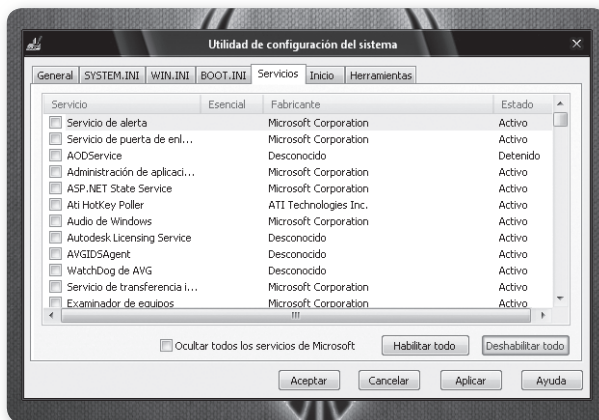 Utilidad de configuración del sistema
General SYSTEM.INI WIN.INI BOOT.INI Servicios Inicio Herramientas
Servicio Esencial Fabricante Estado
Servicio de alerta Microsoft Corporation Activo
Servicio de puerta de enl... Microsoft Corporation Activo
AODService Desconocido Detenido
Administración de aplicaci... Microsoft Corporation Activo
ASP.NET State Service Microsoft Corporation Activo
Ati HotKey Poller ATI Technologies Inc. Activo
Audio de Windows Microsoft Corporation Activo
Autodesk Licensing Service Desconocido Activo
AVGIDSAgent Desconocido Activo
WatchDog de AVG Desconocido Activo
Servicio de transferencia i... Microsoft Corporation Activo
Examinador de equipos Microsoft Corporation Activo
Ocultar todos los servicios de Microsoft Habilitar todo Deshabilitar todo
Aceptar Cancelar Aplicar Ayuda